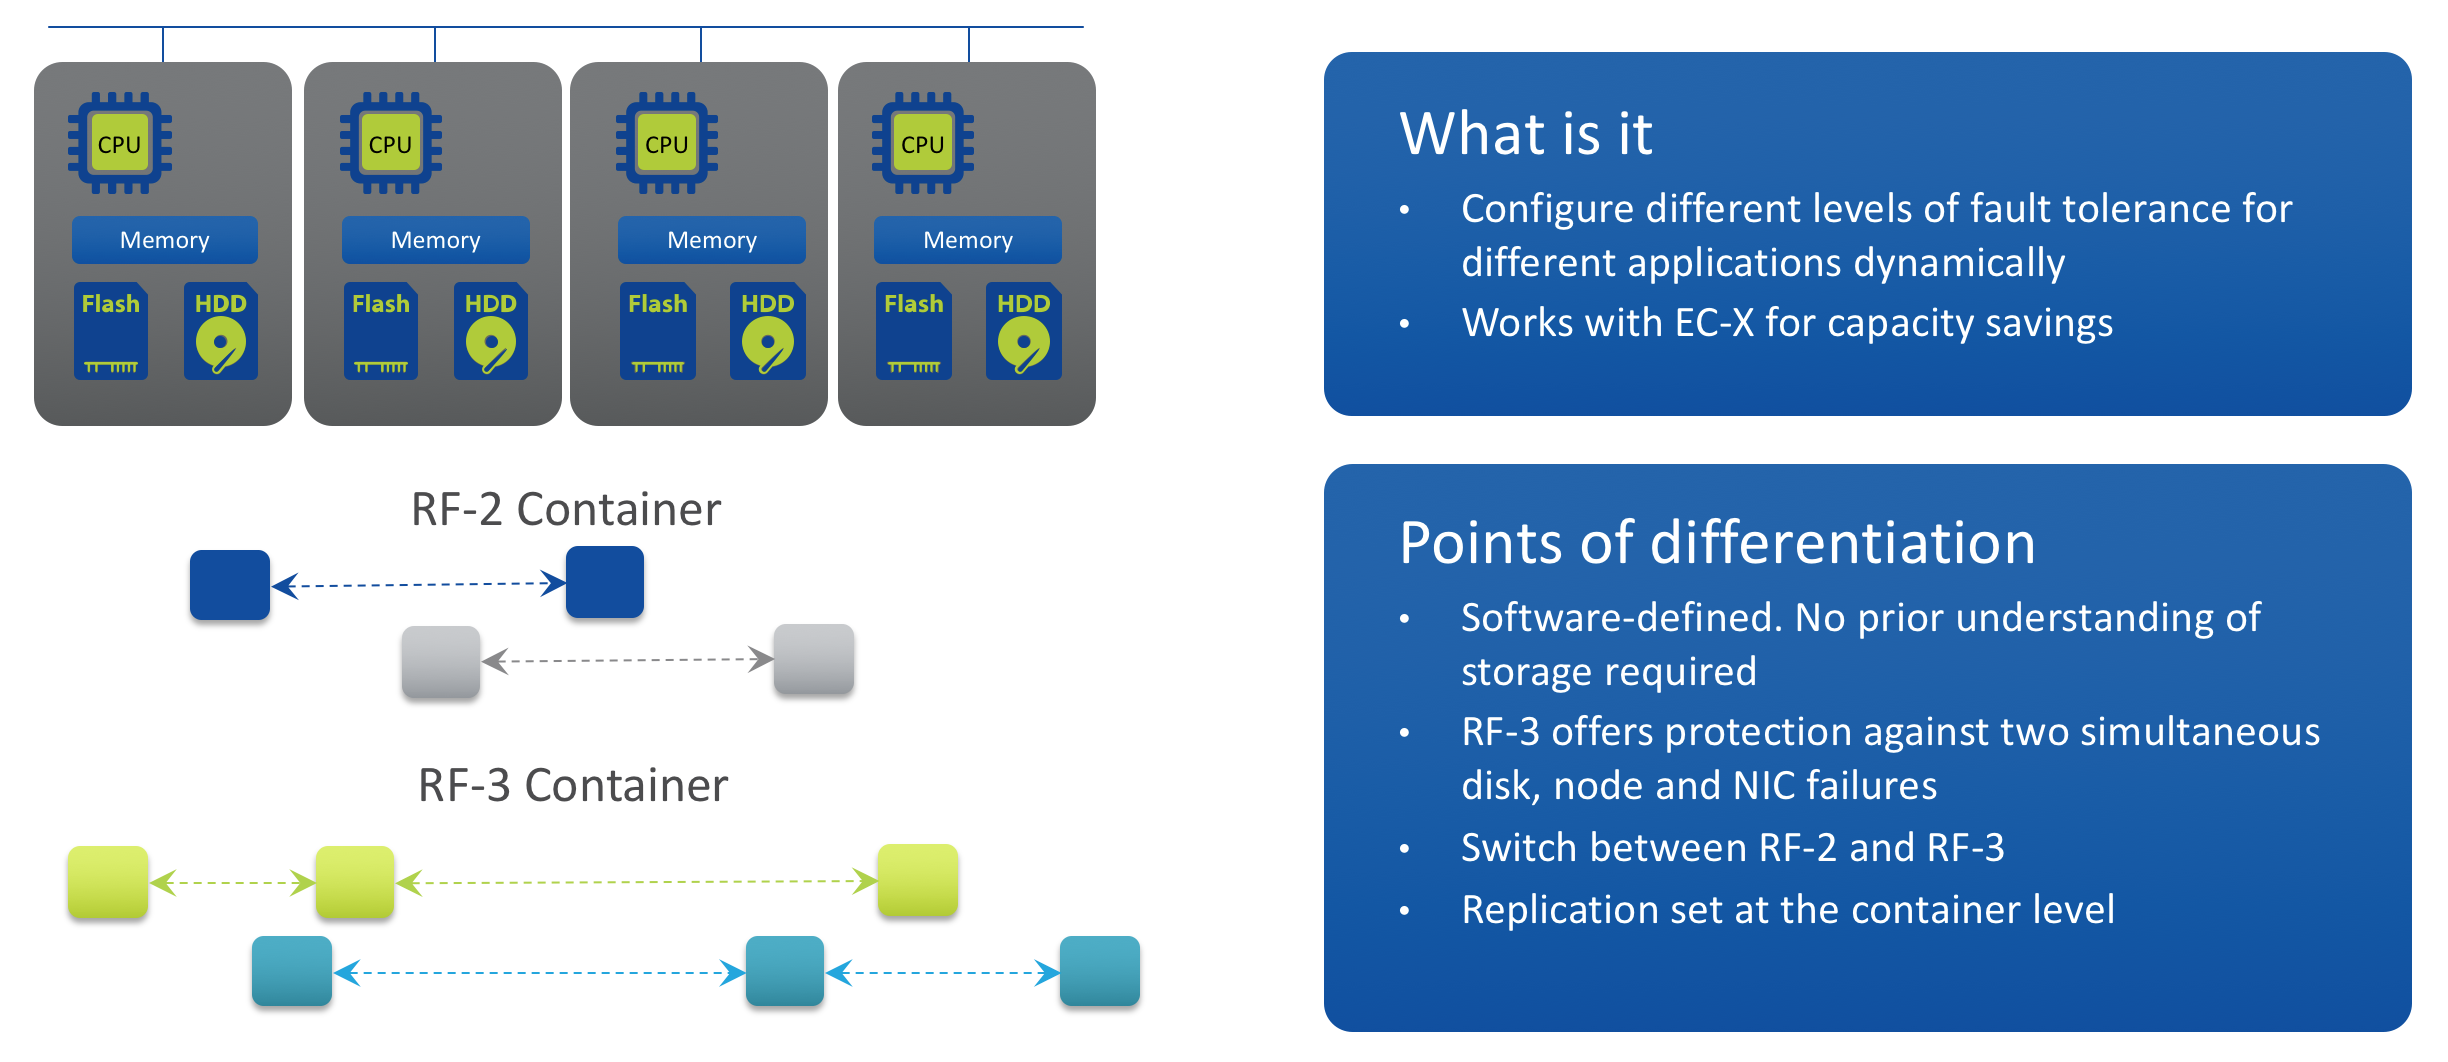 CPU
CPU
CPU
CPU
Memory
Memory
Memory
Memory
Flash
HDD
Flash
HDD
Flash
HDD
Flash
HDD
RF-2 Container
RF-3 Container
What is it
• Configure different levels of fault tolerance for
different applications dynamically
• Works with EC-X for capacity savings
Points of differentiation
• Software-defined. No prior understanding of
storage required
• RF-3 offers protection against two simultaneous
disk, node and NIC failures
• Switch between RF-2 and RF-3
• Replication set at the container level